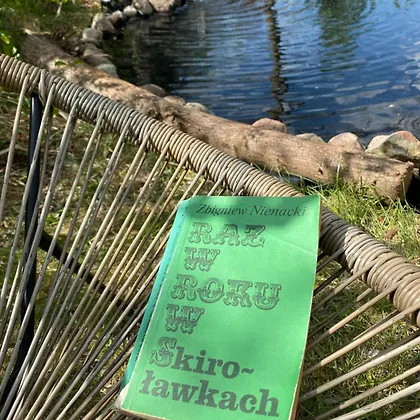 Zbigniew Nienacki
RAZ
W
ROKU
W
Skiro-
ławkach